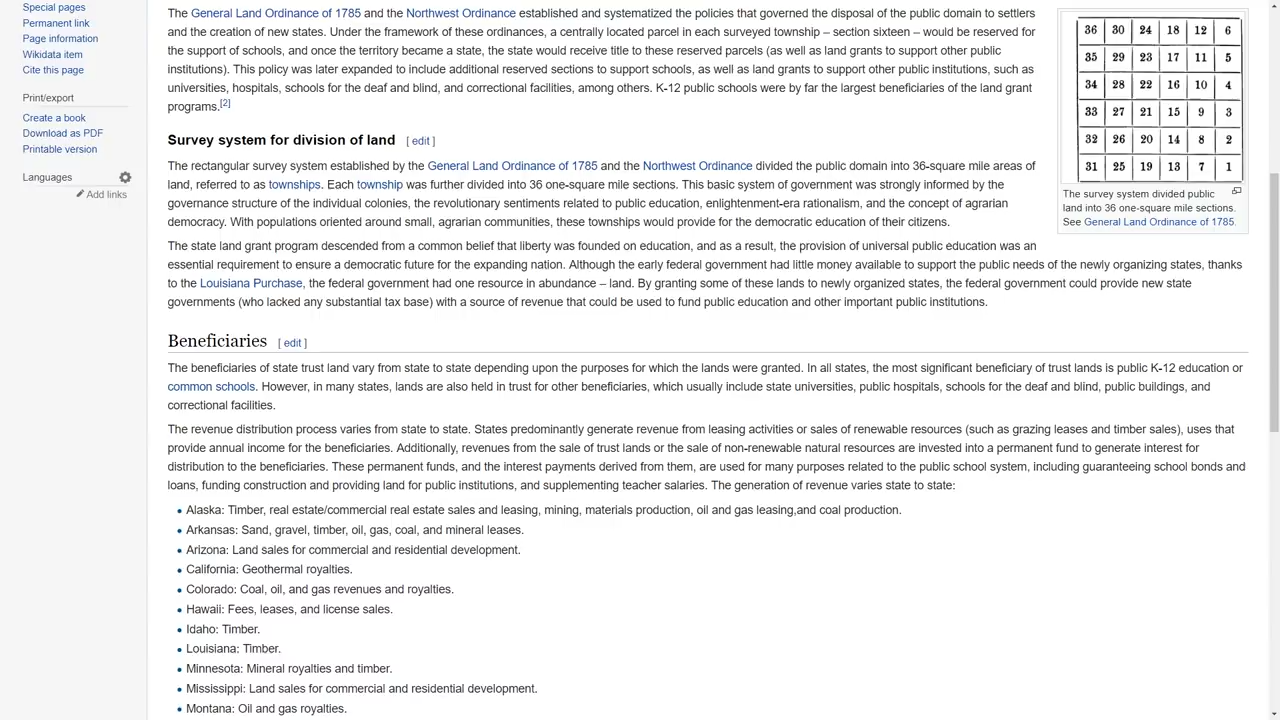 Special pages
Permanent link
Page information
Wikidata item
Cite this page
Print/export
Create a book
Download as PDF
Printable version
Languages
Add links
The General Land Ordinance of 1785 and the Northwest Ordinance established and systematized the policies that governed the disposal of the public domain to settlers
and the creation of new states. Under the framework of these ordinances, a centrally located parcel in each surveyed township – section sixteen – would be reserved for
the support of schools, and once the territory became a state, the state would receive title to these reserved parcels (as well as land grants to support other public
institutions). This policy was later expanded to include additional reserved sections to support schools, as well as land grants to support other public institutions, such as
universities, hospitals, schools for the deaf and blind, and correctional facilities, among others. K-12 public schools were by far the largest beneficiaries of the land grant
programs.[2]
Survey system for division of land [ edit ]
The rectangular survey system established by the General Land Ordinance of 1785 and the Northwest Ordinance divided the public domain into 36-square mile areas of
land, referred to as townships. Each township was further divided into 36 one-square mile sections. This basic system of government was strongly informed by the
governance structure of the individual colonies, the revolutionary sentiments related to public education, enlightenment-era rationalism, and the concept of agrarian
democracy. With populations oriented around small, agrarian communities, these townships would provide for the democratic education of their citizens.
The state land grant program descended from a common belief that liberty was founded on education, and as a result, the provision of universal public education was an
essential requirement to ensure a democratic future for the expanding nation. Although the early federal government had little money available to support the public needs of the newly organizing states, thanks
to the Louisiana Purchase, the federal government had one resource in abundance – land. By granting some of these lands to newly organized states, the federal government could provide new state
governments (who lacked any substantial tax base) with a source of revenue that could be used to fund public education and other important public institutions.
36 30 24 18 12 6
35 29 23 17 11 5
34 28 22 16 10 4
33 27 21 15 9 3
32 26 20 14 8 2
31 25 19 13 7 1
The survey system divided public
land into 36 one-square mile sections.
See General Land Ordinance of 1785.
Beneficiaries [ edit ]
The beneficiaries of state trust land vary from state to state depending upon the purposes for which the lands were granted. In all states, the most significant beneficiary of trust lands is public K-12 education or
common schools. However, in many states, lands are also held in trust for other beneficiaries, which usually include state universities, public hospitals, schools for the deaf and blind, public buildings, and
correctional facilities.
The revenue distribution process varies from state to state. States predominantly generate revenue from leasing activities or sales of renewable resources (such as grazing leases and timber sales), uses that
provide annual income for the beneficiaries. Additionally, revenues from the sale of trust lands or the sale of non-renewable natural resources are invested into a permanent fund to generate interest for
distribution to the beneficiaries. These permanent funds, and the interest payments derived from them, are used for many purposes related to the public school system, including guaranteeing school bonds and
loans, funding construction and providing land for public institutions, and supplementing teacher salaries. The generation of revenue varies state to state:
Alaska: Timber, real estate/commercial real estate sales and leasing, mining, materials production, oil and gas leasing,and coal production.
Arkansas: Sand, gravel, timber, oil, gas, coal, and mineral leases.
Arizona: Land sales for commercial and residential development.
California: Geothermal royalties.
Colorado: Coal, oil, and gas revenues and royalties.
Hawaii: Fees, leases, and license sales.
Idaho: Timber.
Louisiana: Timber.
Minnesota: Mineral royalties and timber.
Mississippi: Land sales for commercial and residential development.
Montana: Oil and gas royalties.